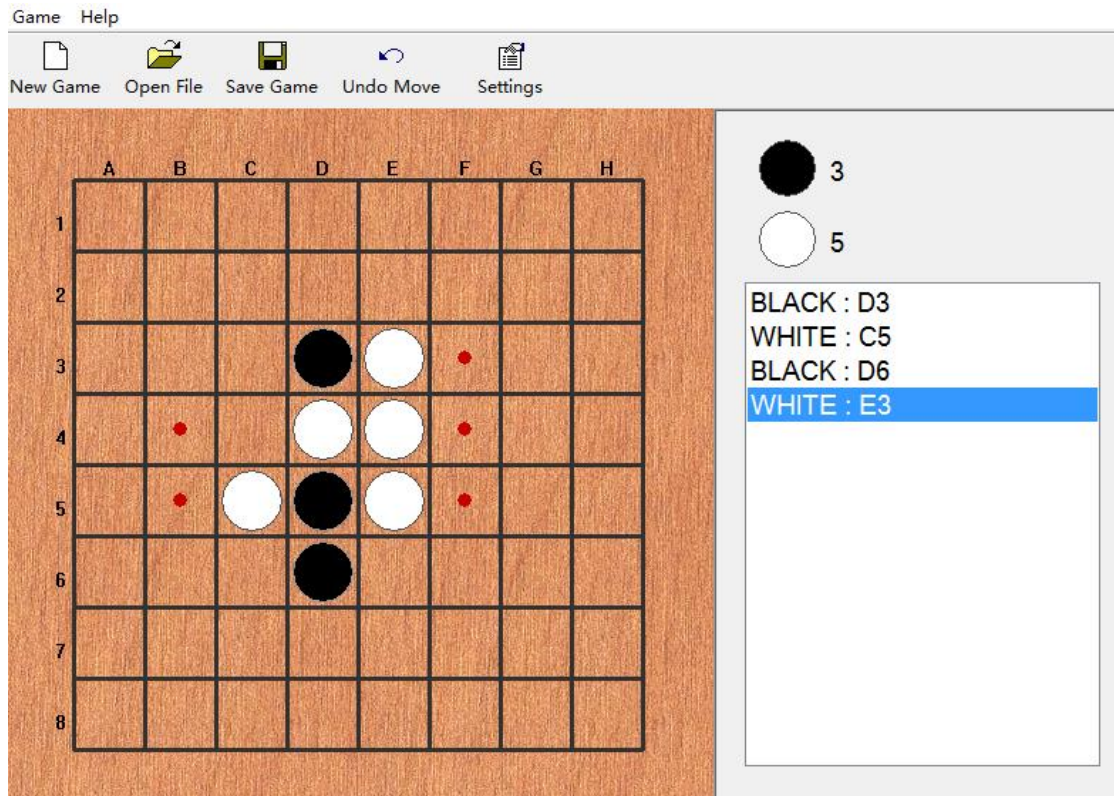 Game Help
New Game Open File Save Game Undo Move Settings
A B C D E F G H
1
2
3
4
5
6
7
8
3
5
BLACK : D3
WHITE : C5
BLACK : D6
WHITE : E3